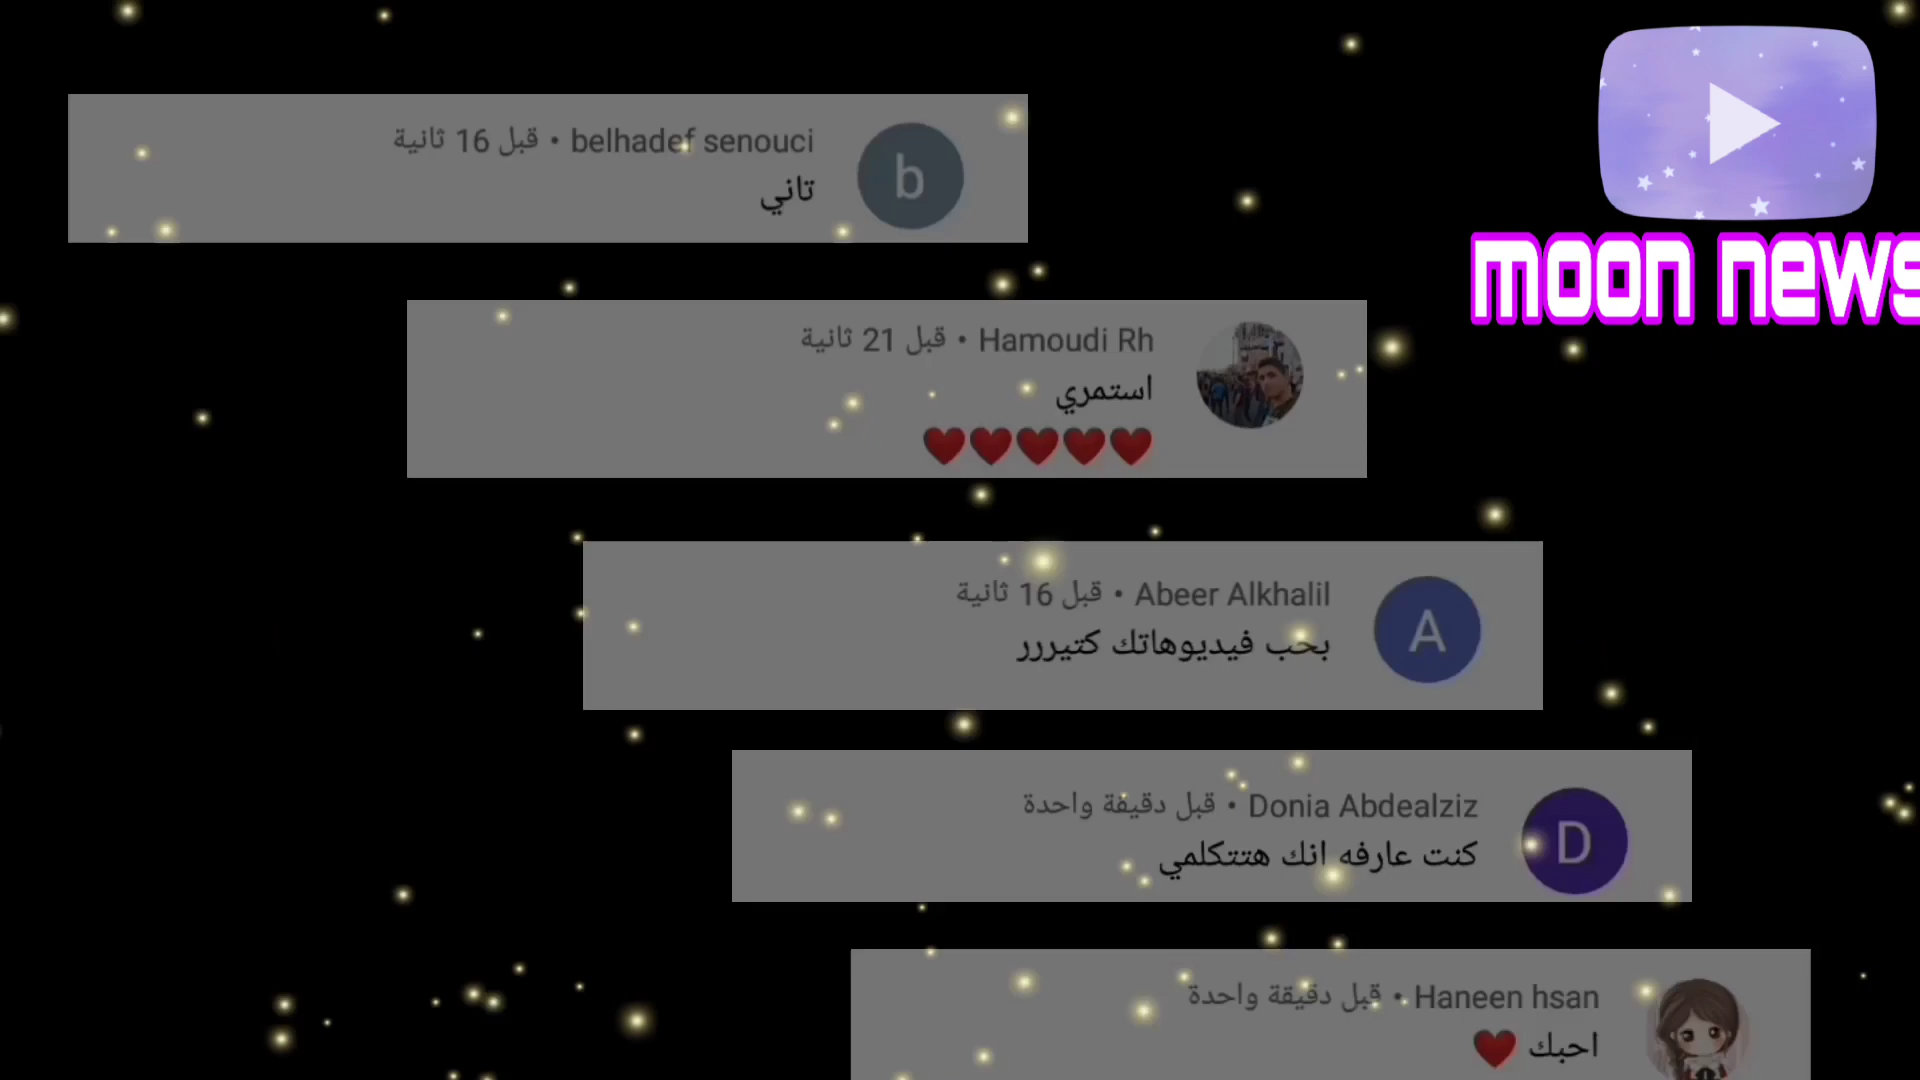 moon news
b
belhadef senouci • قبل 16 ثانية
تاني
Hamoudi Rh • قبل 21 ثانية
استمري
❤❤❤❤❤
A
Abeer Alkhalil • قبل 16 ثانية
بحب فيديوهاتك كتيررر
D
Donia Abdealziz • قبل دقيقة واحدة
كنت عارفه انك هتتكلمي
Haneen hsan • قبل دقيقة واحدة
احبك ❤